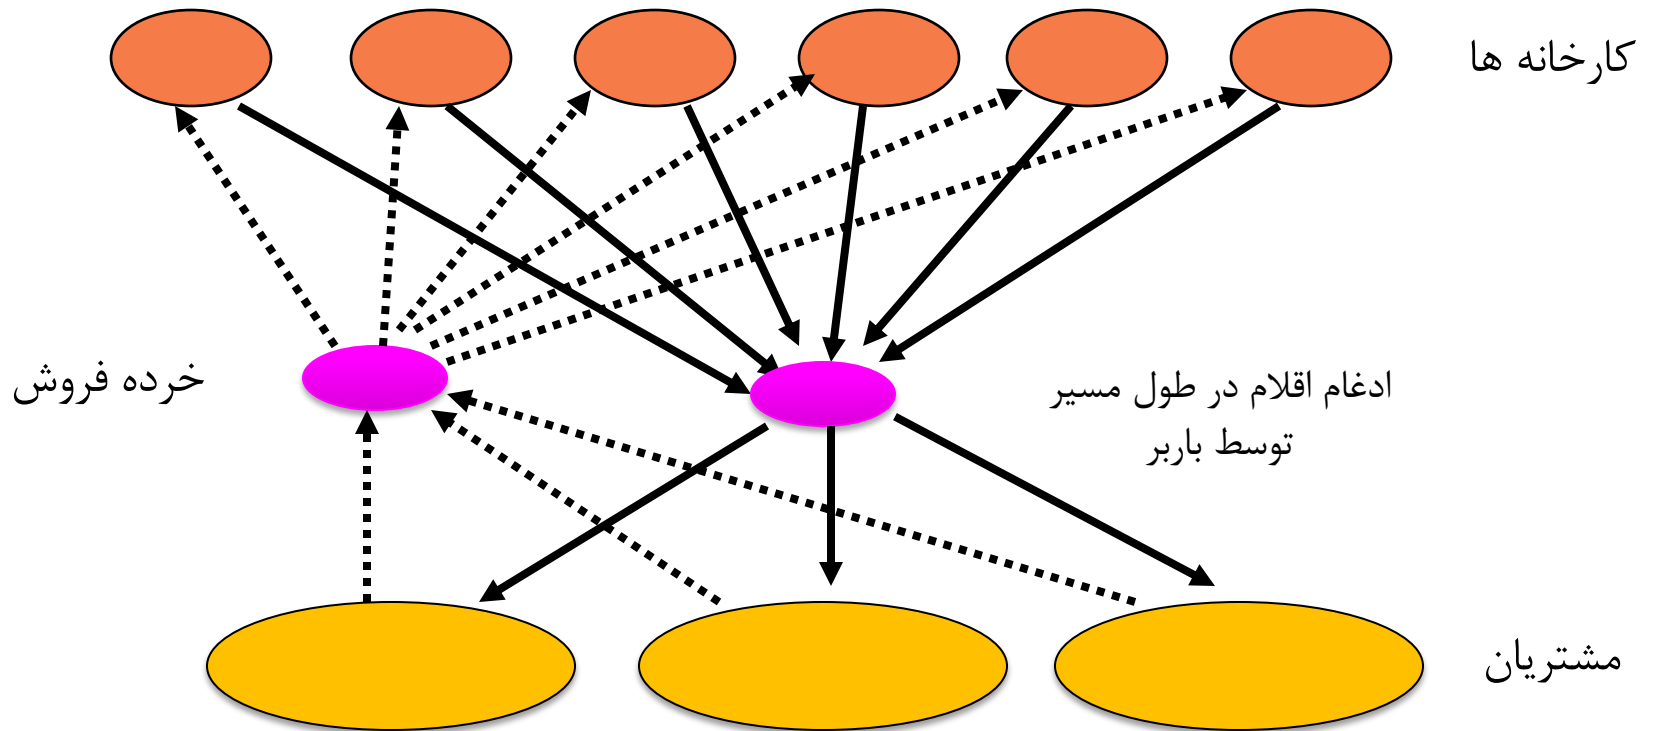 کارخانه ها
خرده فروش
ادغام اقلام در طول مسیر
توسط باربر
مشتریان